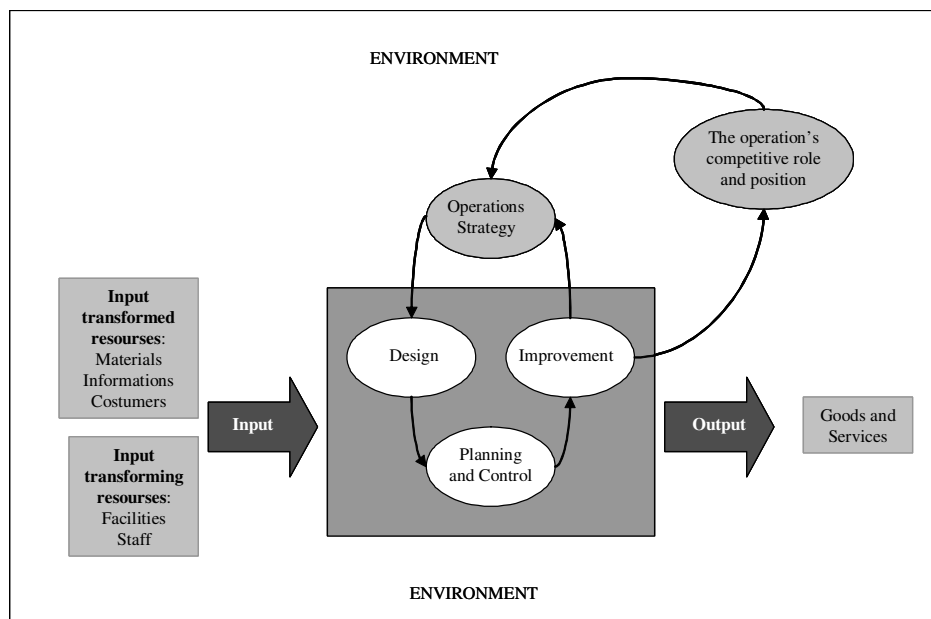 ENVIRONMENT
The operation's
competitive role
and position
Operations
Strategy
Input
transformed
resourses:
Materials
Informations
Costumers
Design
Improvement
Input
Output
Goods and
Services
Input
transforming
resourses:
Facilities
Staff
Planning
and Control
ENVIRONMENT